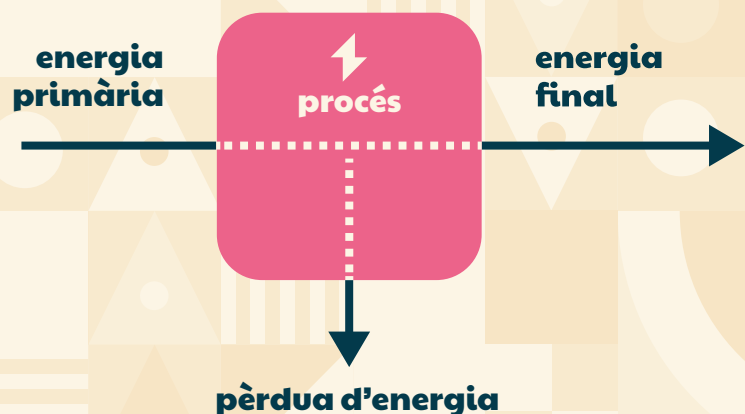 energia
primària
procés
energia
final
pèrdua d'energia